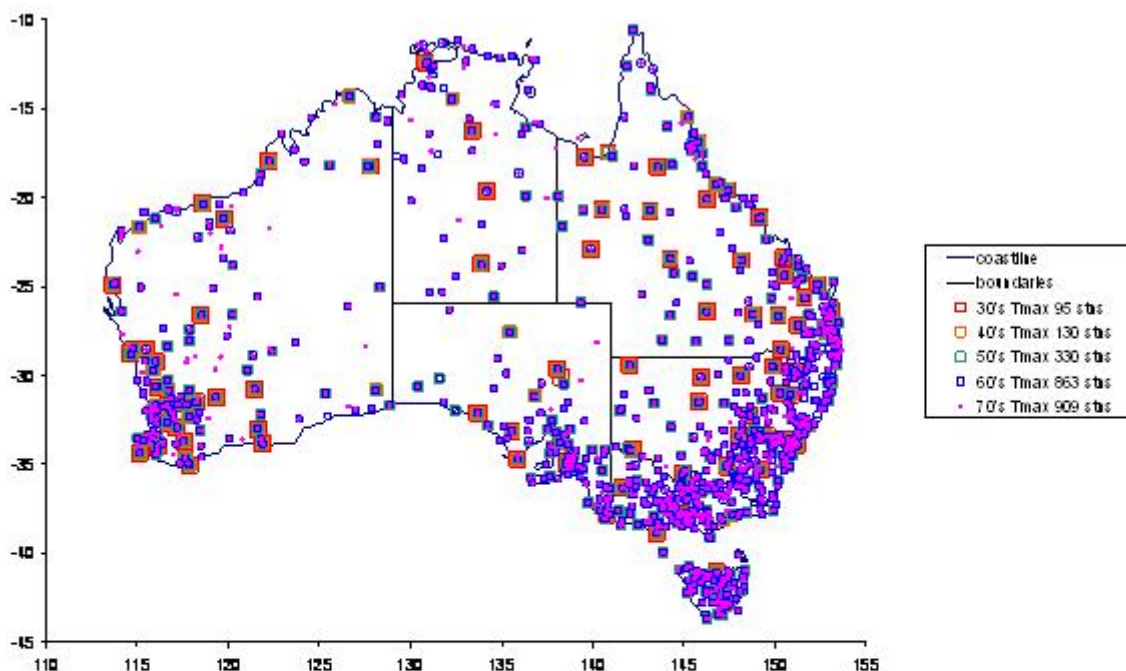 -10
-15
-20
-25
-30
-35
-40
-45
110 115 120 125 130 135 140 145 150 155
coastline
boundaries
30's Tmax 95 stns
40's Tmax 130 stns
50's Tmax 330 stns
60's Tmax 863 stns
70's Tmax 909 stns